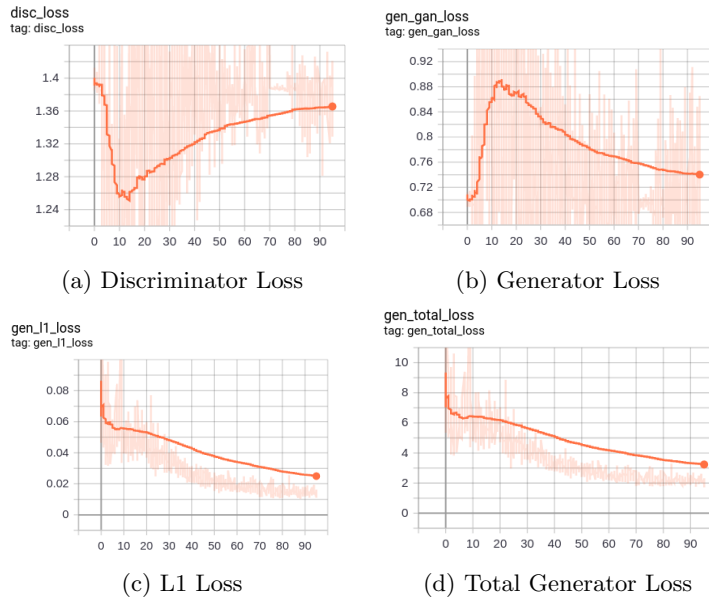 disc_loss
tag: disc_loss
1.4
1.36
1.32
1.28
1.24
0 10 20 30 40 50 60 70 80 90
(a) Discriminator Loss
gen_gan_loss
tag: gen_gan_loss
0.92
0.88
0.84
0.8
0.76
0.72
0.68
0 10 20 30 40 50 60 70 80 90
(b) Generator Loss
gen_l1_loss
tag: gen_l1_loss
0.08
0.06
0.04
0.02
0
0 10 20 30 40 50 60 70 80 90
(c) L1 Loss
gen_total_loss
tag: gen_total_loss
10
8
6
4
2
0
0 10 20 30 40 50 60 70 80 90
(d) Total Generator Loss